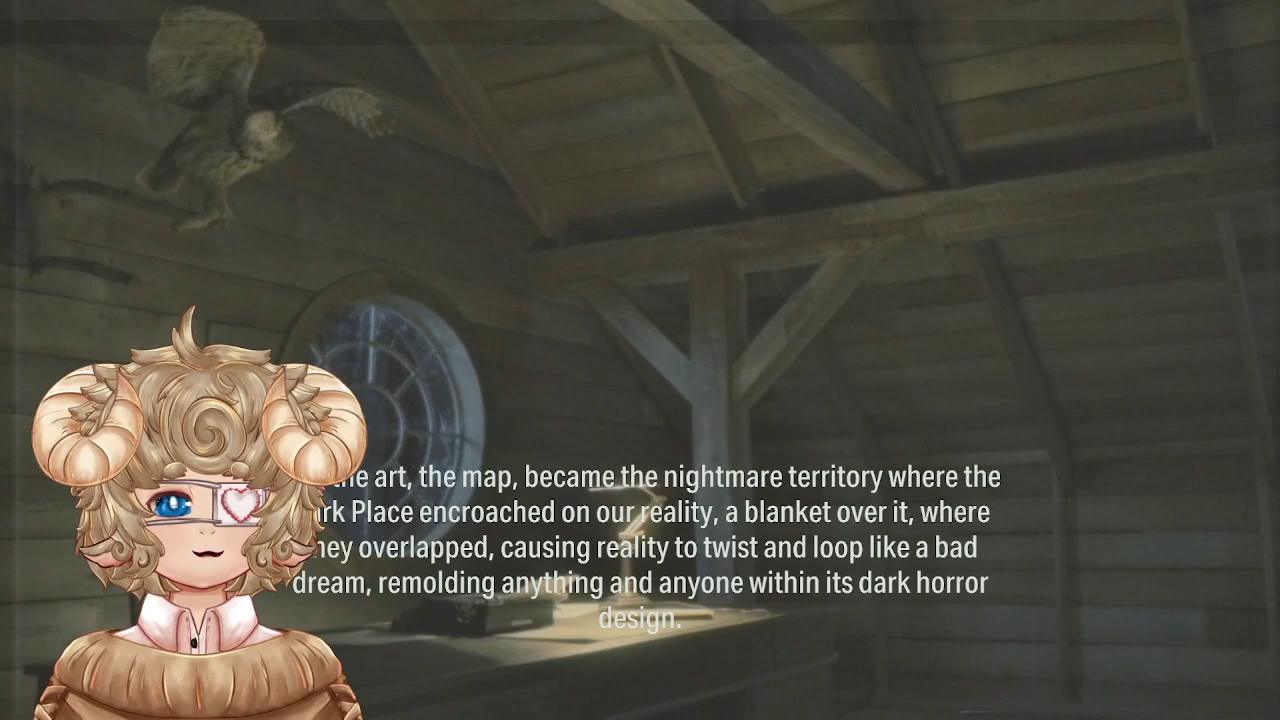 he art, the map, became the nightmare territory where the
rk Place encroached on our reality, a blanket over it, where
hey overlapped, causing reality to twist and loop like a bad
dream, remolding anything and anyone within its dark horror
design.